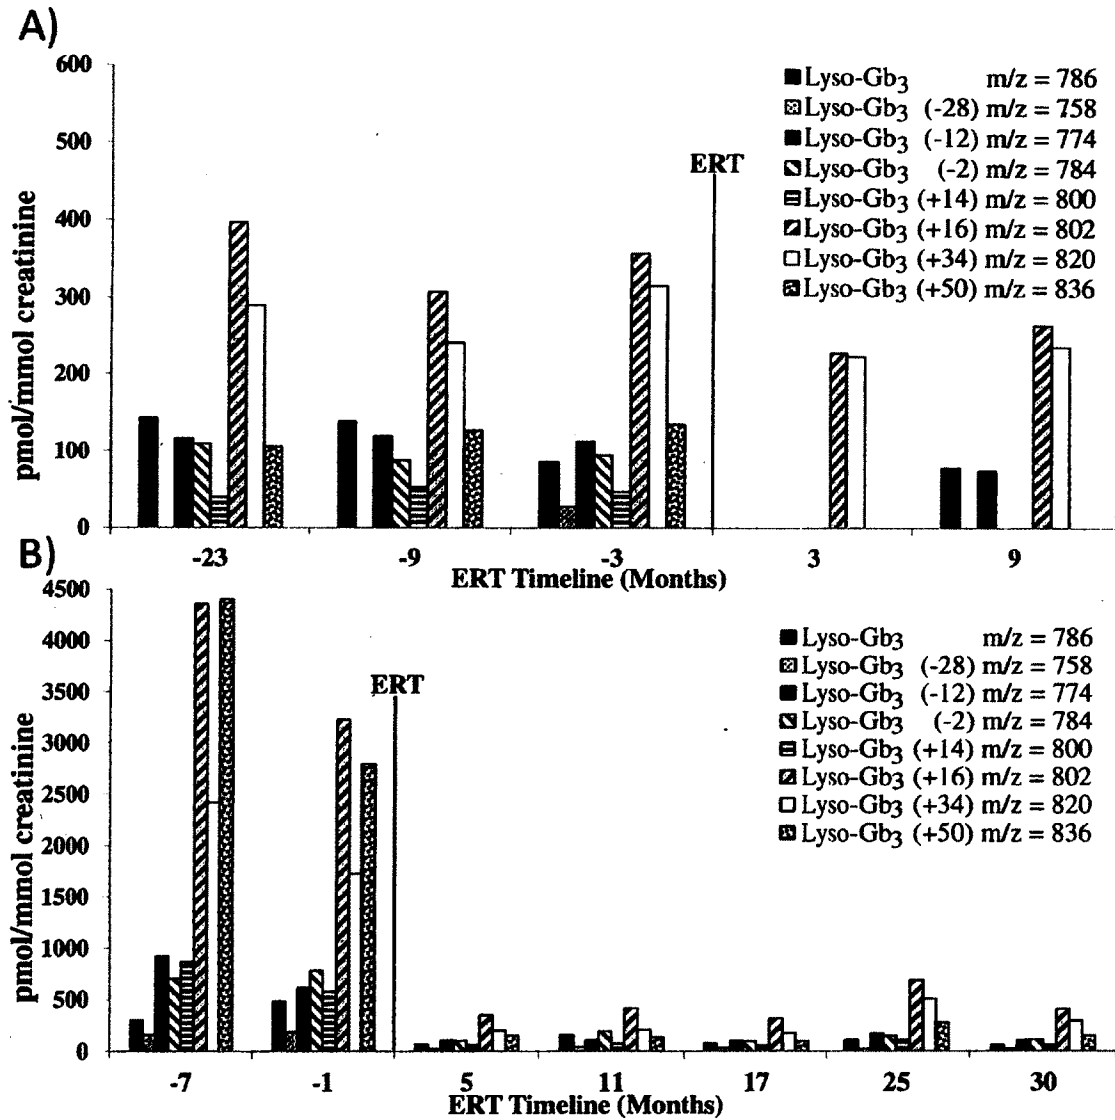 A)
600
500
400
300
200
100
0
pmol/mmol creatinine
Lyso-Gb3 m/z = 786
Lyso-Gb3 (-28) m/z = 758
Lyso-Gb3 (-12) m/z = 774
Lyso-Gb3 (-2) m/z = 784
Lyso-Gb3 (+14) m/z = 800
Lyso-Gb3 (+16) m/z = 802
Lyso-Gb3 (+34) m/z = 820
Lyso-Gb3 (+50) m/z = 836
ERT
-23 -9 -3 3 9
ERT Timeline (Months)
B)
4500
4000
3500
3000
2500
2000
1500
1000
500
0
pmol/mmol creatinine
Lyso-Gb3 m/z = 786
Lyso-Gb3 (-28) m/z = 758
Lyso-Gb3 (-12) m/z = 774
Lyso-Gb3 (-2) m/z = 784
Lyso-Gb3 (+14) m/z = 800
Lyso-Gb3 (+16) m/z = 802
Lyso-Gb3 (+34) m/z = 820
Lyso-Gb3 (+50) m/z = 836
ERT
-7 -1 5 11 17 25 30
ERT Timeline (Months)